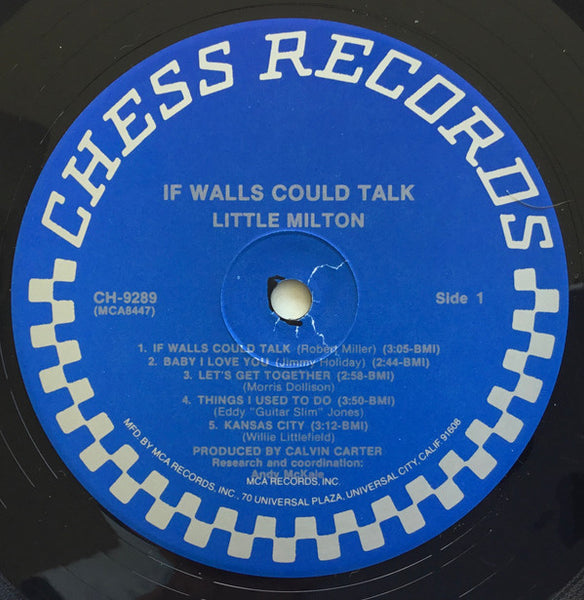 CHESS RECORDS
IF WALLS COULD TALK
LITTLE MILTON
CH-9289
(MCA8447)
Side 1
1. IF WALLS COULD TALK (Robert Miller) (3:05-BMI)
2. BABY I LOVE YOU (Jimmy Holiday) (2:44-BMI)
3. LET'S GET TOGETHER (2:58-BMI)
(Morris Dollison)
4. THINGS I USED TO DO (3:50-BMI)
(Eddy "Guitar Slim" Jones)
5. KANSAS CITY (3:12-BMI)
(Willie Littlefield)
PRODUCED BY CALVIN CARTER
Research and coordination:
Andy McKaie
MCA RECORDS, INC.
MFD. BY MCA RECORDS, INC., 70 UNIVERSAL PLAZA, UNIVERSAL CITY, CALIF. 91608